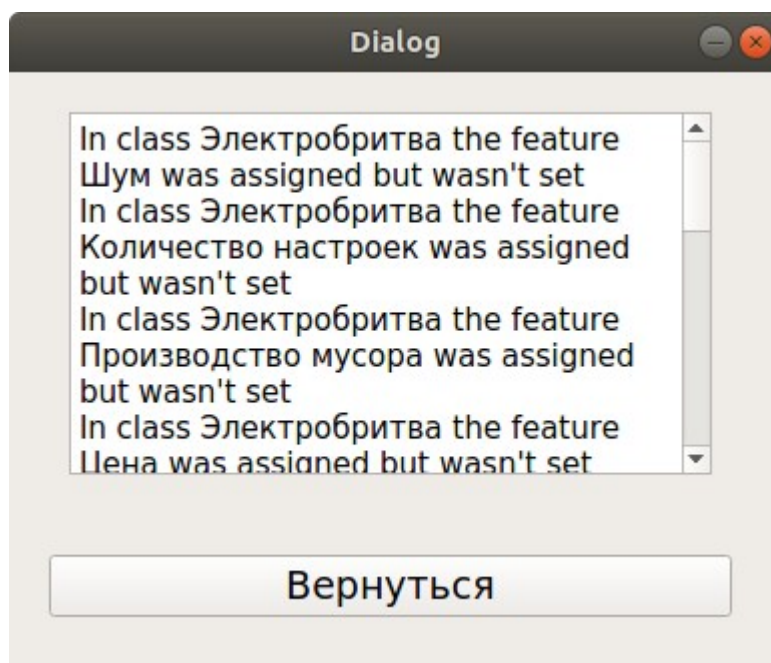 Dialog
In class Электробритва the feature
Шум was assigned but wasn't set
In class Электробритва the feature
Количество настроек was assigned
but wasn't set
In class Электробритва the feature
Производство мусора was assigned
but wasn't set
In class Электробритва the feature
Цена was assigned but wasn't set
Вернуться